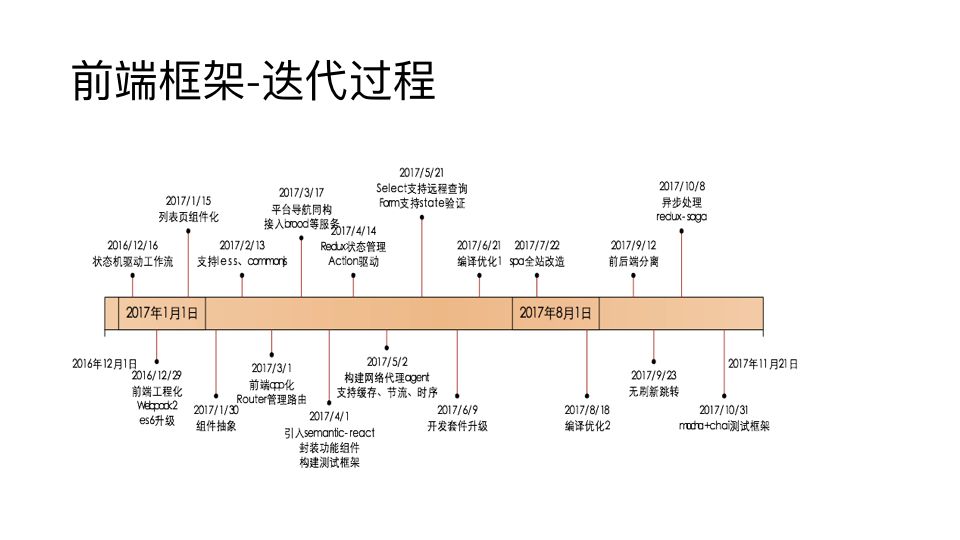 前端框架-迭代过程
2017/5/21
Select支持远程查询
Form支持state验证
2017/3/17
平台导航同构
接入brood等服务
2017/1/15
列表页组件化
2017/10/8
异步处理
redux-saga
2016/12/16
状态机驱动工作流
2017/2/13
支持less、commonjs
2017/4/14
Redux状态管理
Action驱动
2017/6/21
编译优化1
2017/7/22
spa全站改造
2017/9/12
前后端分离
2017年1月1日
2017年8月1日
2016年12月1日
2017年11月21日
2016/12/29
前端工程化
Webpack2
es6升级
2017/1/30
组件抽象
2017/3/1
前端app化
Router管理路由
2017/4/1
引入semantic-react
封装功能组件
构建测试框架
2017/5/2
构建网络代理agent
支持缓存、节流、时序
2017/6/9
开发套件升级
2017/8/18
编译优化2
2017/9/23
无刷新跳转
2017/10/31
mocha+chai测试框架